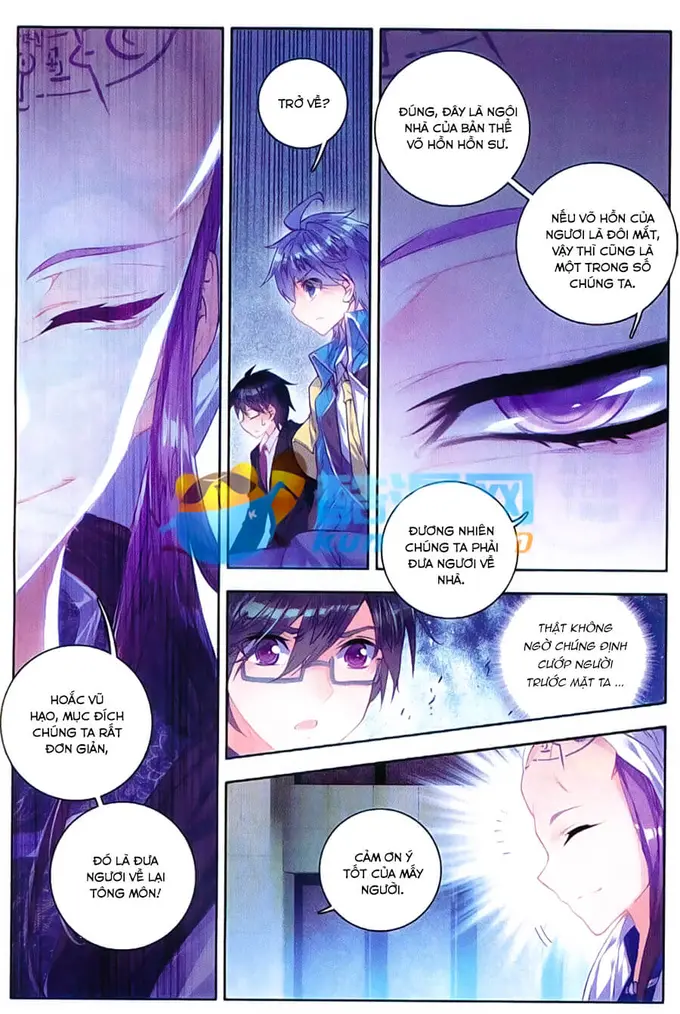 HOẮC VŨ
HẠO, MỤC ĐÍCH
CHÚNG TA RẤT
ĐƠN GIẢN,
ĐÓ LÀ ĐƯA
NGƯƠI VỀ LẠI
TÔNG MÔN!
TRỞ VỀ?
ĐÚNG, ĐÂY LÀ NGÔI
NHÀ CỦA BẢN THỂ
VÕ HỒN HỒN SƯ.
NẾU VÕ HỒN CỦA
NGƯƠI LÀ ĐÔI MẮT,
VẬY THÌ CŨNG LÀ
MỘT TRONG SỐ
CHÚNG TA.
ĐƯƠNG NHIÊN
CHÚNG TA PHẢI
ĐƯA NGƯƠI VỀ
NHÀ.
THẬT KHÔNG
NGỜ CHÚNG ĐỊNH
CƯỚP NGƯỜI
TRƯỚC MẶT TA ...
CẢM ƠN Ý
TỐT CỦA MẤY
NGƯỜI.